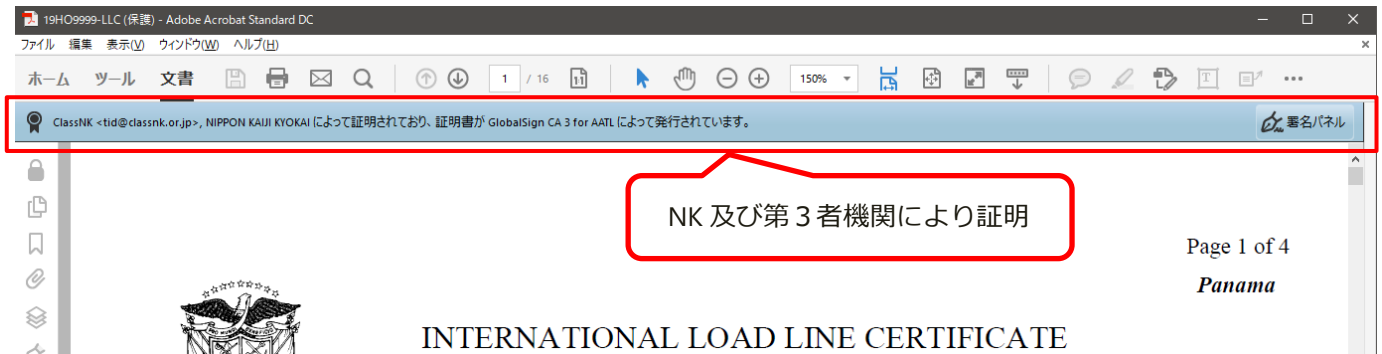 19HO9999-LLC (保護) - Adobe Acrobat Standard DC
ファイル 編集 表示(V) ウィンドウ(W) ヘルプ(H)
ホーム ツール 文書 1 / 16 150%
ClassNK <tid@classnk.or.jp>, NIPPON KAIJI KYOKAI によって証明されており、証明書が GlobalSign CA 3 for AATL によって発行されています。 署名パネル
NK 及び第３者機関により証明
Page 1 of 4
Panama
INTERNATIONAL LOAD LINE CERTIFICATE